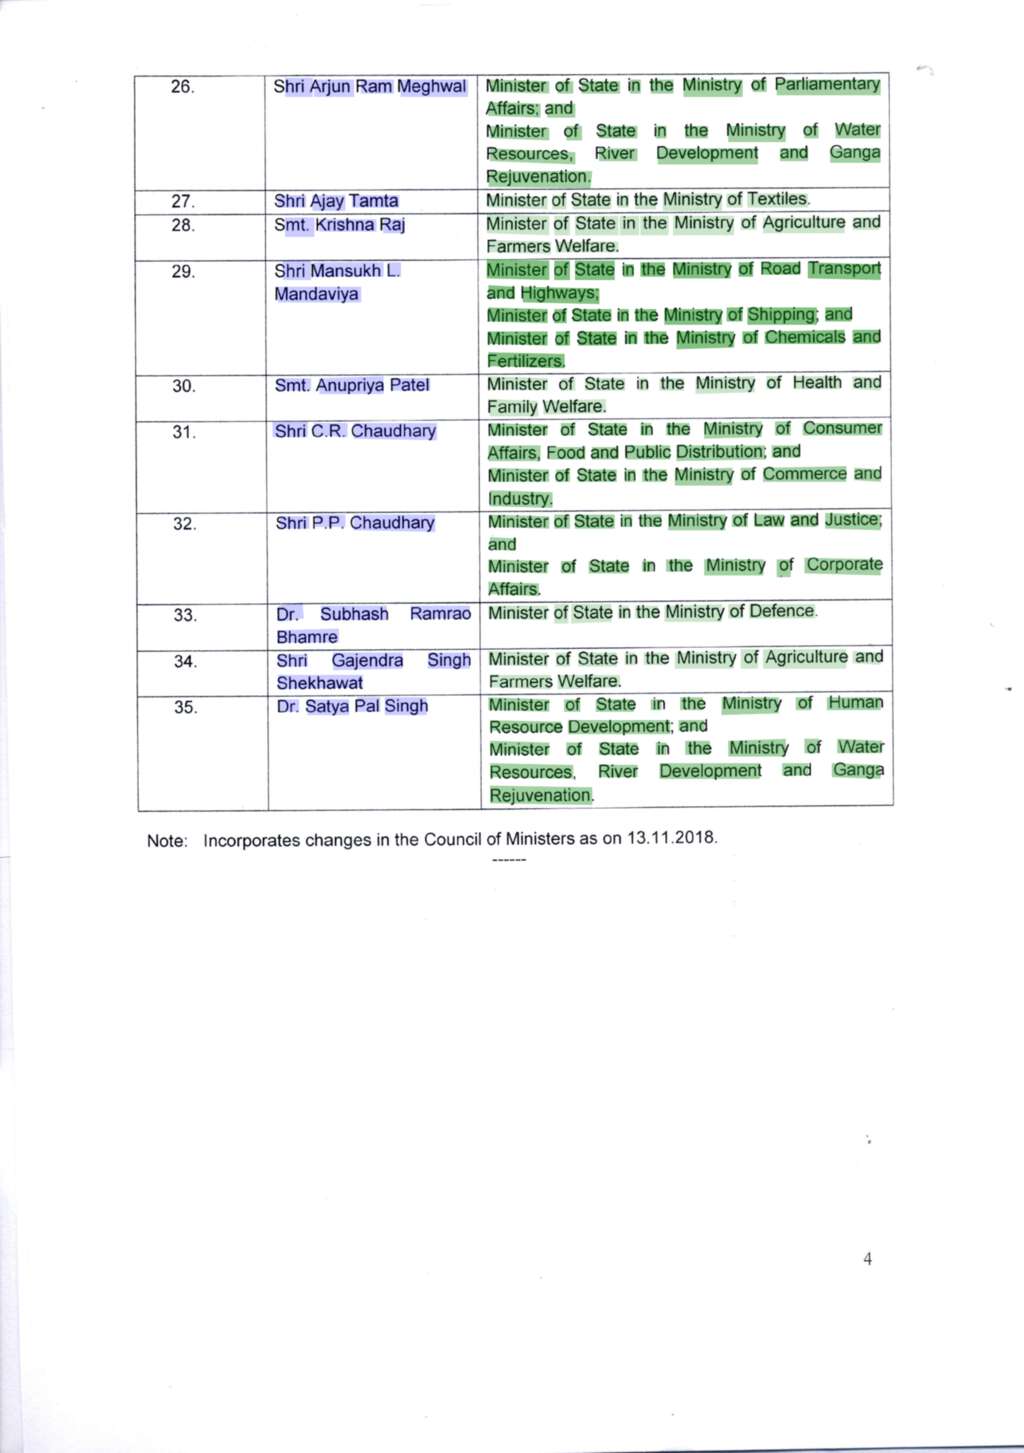 26. Shri Arjun Ram Meghwal Minister of State in the Ministry of Parliamentary
Affairs; and
Minister of State in the Ministry of Water
Resources, River Development and Ganga
Rejuvenation.
27. Shri Ajay Tamta Minister of State in the Ministry of Textiles.
28. Smt. Krishna Raj Minister of State in the Ministry of Agriculture and
Farmers Welfare.
29. Shri Mansukh L. Minister of State in the Ministry of Road Transport
Mandaviya and Highways;
Minister of State in the Ministry of Shipping; and
Minister of State in the Ministry of Chemicals and
Fertilizers.
30. Smt. Anupriya Patel Minister of State in the Ministry of Health and
Family Welfare.
31. Shri C.R. Chaudhary Minister of State in the Ministry of Consumer
Affairs, Food and Public Distribution; and
Minister of State in the Ministry of Commerce and
Industry.
32. Shri P.P. Chaudhary Minister of State in the Ministry of Law and Justice;
and
Minister of State in the Ministry of Corporate
Affairs.
33. Dr. Subhash Ramrao Minister of State in the Ministry of Defence.
Bhamre
34. Shri Gajendra Singh Minister of State in the Ministry of Agriculture and
Shekhawat Farmers Welfare.
35. Dr. Satya Pal Singh Minister of State in the Ministry of Human
Resource Development; and
Minister of State in the Ministry of Water
Resources, River Development and Ganga
Rejuvenation.
Note: Incorporates changes in the Council of Ministers as on 13.11.2018.
------
4